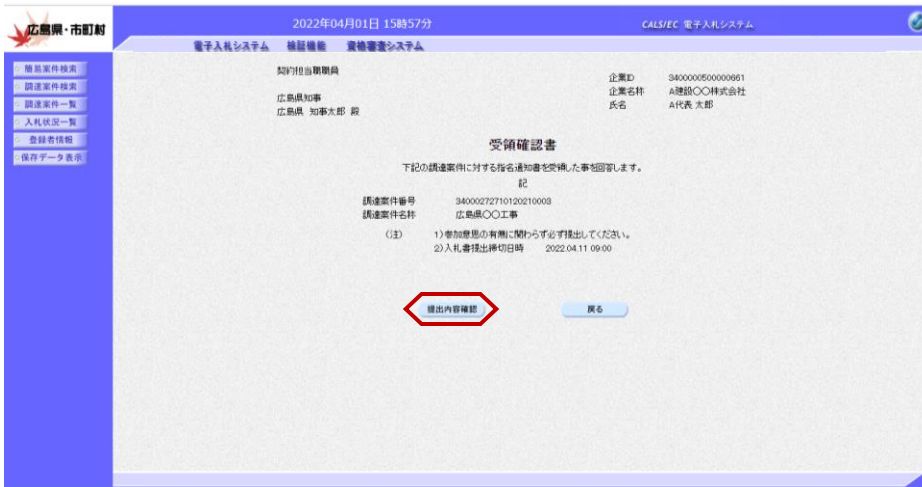 広島県・市町村
2022年04月01日 15時57分
CALS/EC 電子入札システム
電子入札システム 検証機能 資格審査システム
簡易案件検索
調達案件検索
調達案件一覧
入札状況一覧
登録者情報
保存データ表示
契約担当職職員
広島県知事
広島県 知事太郎 殿
企業ID 3400000500000661
企業名称 A建設〇〇株式会社
氏名 A代表 太郎
受領確認書
下記の調達案件に対する指名通知書を受領した事を回答します。
記
調達案件番号 34000272710120210003
調達案件名称 広島県〇〇工事
(注) 1)参加意思の有無に関わらず必ず提出してください。
2)入札書提出締切日時 2022.04.11 09:00
提出内容確認 戻る